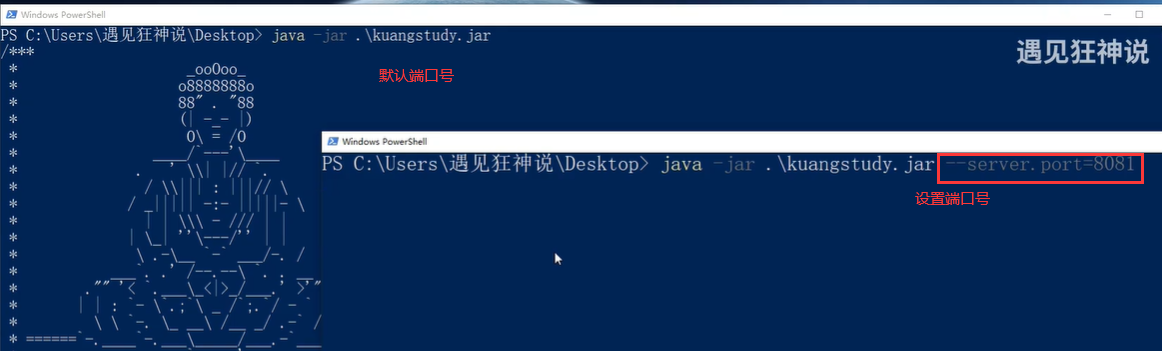 Windows PowerShell
PS C:\Users\遇见狂神说\Desktop> java -jar .\kuangstudy.jar
遇见狂神说
/***
 *                    _ooOoo_
 *                   o8888888o
 *                   88" . "88
 *                   (| -_- |)
 *                   O\ = /O
 *                ____/`---'\____
 *              .   ' \\| |// `.
 *               / \\||| : |||// \
 *             / _||||| -:- |||||- \
 *               | | \\\ - /// | |
 *             | \_| ''\---/'' | |
 *              \ .-\__ `-` ___/-. /
 *           ___`. .' /--.--\ `. . __
 *        ."" '< `.___\_<|>_/___.' >'"
 *       | | : `- \`.;`\ _ /`;.`/ - `
 *         \ \ `-. \_ __\ /__ _/ .-` /
 * ======`-.____`-.___\_____/___.-`____
默认端口号
Windows PowerShell
PS C:\Users\遇见狂神说\Desktop> java -jar .\kuangstudy.jar --server.port=8081
设置端口号